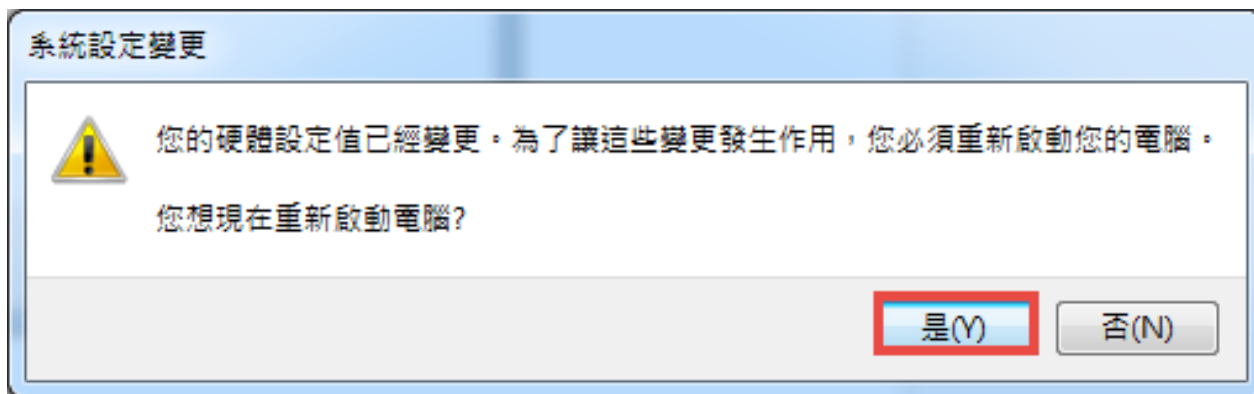 系統設定變更
您的硬體設定值已經變更。為了讓這些變更發生作用，您必須重新啟動您的電腦。
您想現在重新啟動電腦?
是(Y)
否(N)